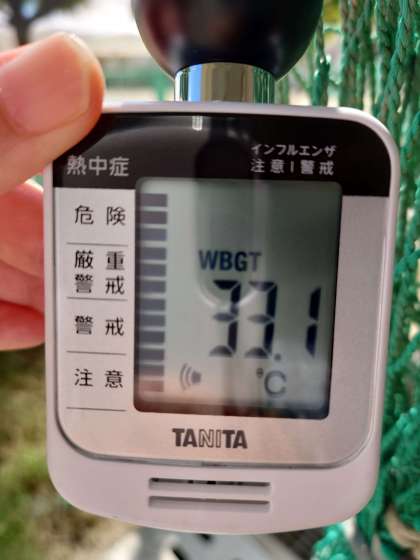 熱中症
インフルエンザ
注意 | 警戒
危険
厳重
警戒
警戒
注意
WBGT
33.1
°C
TANITA